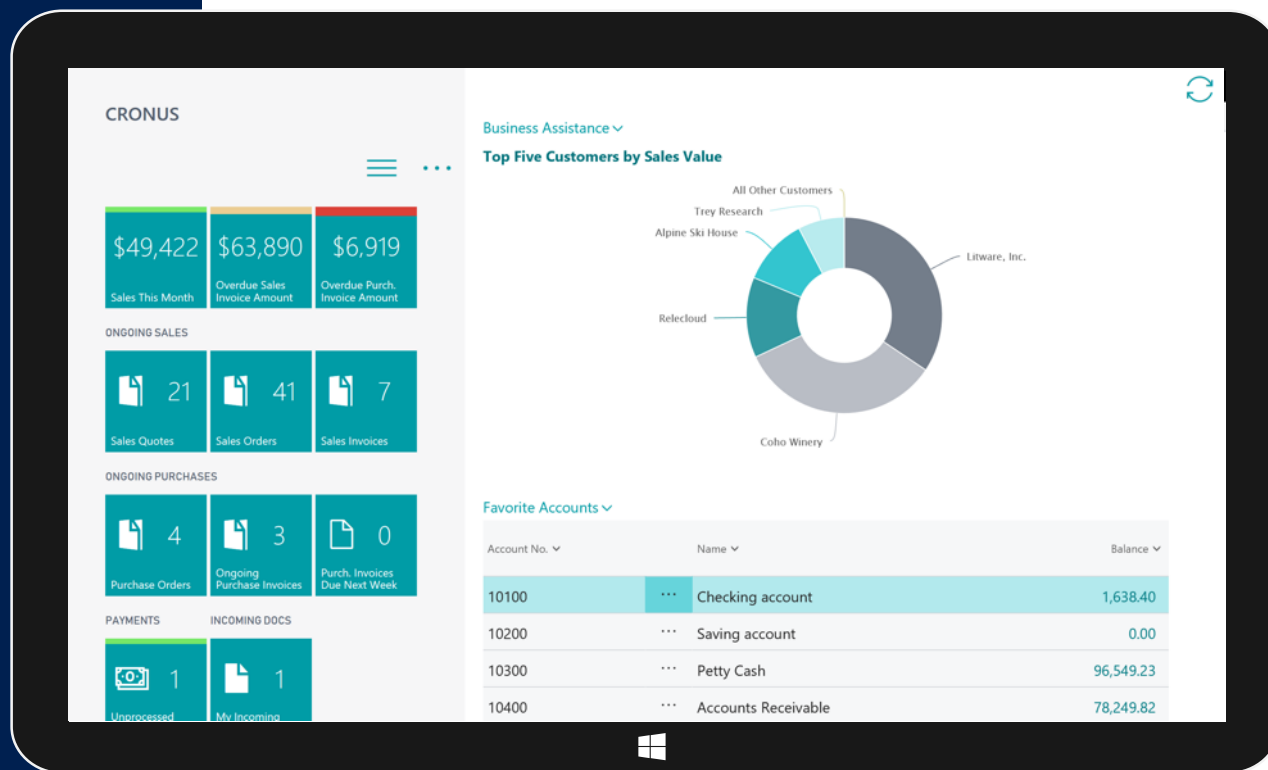 CRONUS
$49,422
Sales This Month
$63,890
Overdue Sales
Invoice Amount
$6,919
Overdue Purch.
Invoice Amount
ONGOING SALES
21
Sales Quotes
41
Sales Orders
7
Sales Invoices
ONGOING PURCHASES
4
Purchase Orders
3
Ongoing
Purchase Invoices
0
Purch. Invoices
Due Next Week
PAYMENTS
INCOMING DOCS
1
Unprocessed
1
My Incoming
Business Assistance
Top Five Customers by Sales Value
All Other Customers
Trey Research
Alpine Ski House
Litware, Inc.
Relecloud
Coho Winery
Favorite Accounts
Account No. Name Balance
10100 ... Checking account 1,638.40
10200 ... Saving account 0.00
10300 ... Petty Cash 96,549.23
10400 ... Accounts Receivable 78,249.82